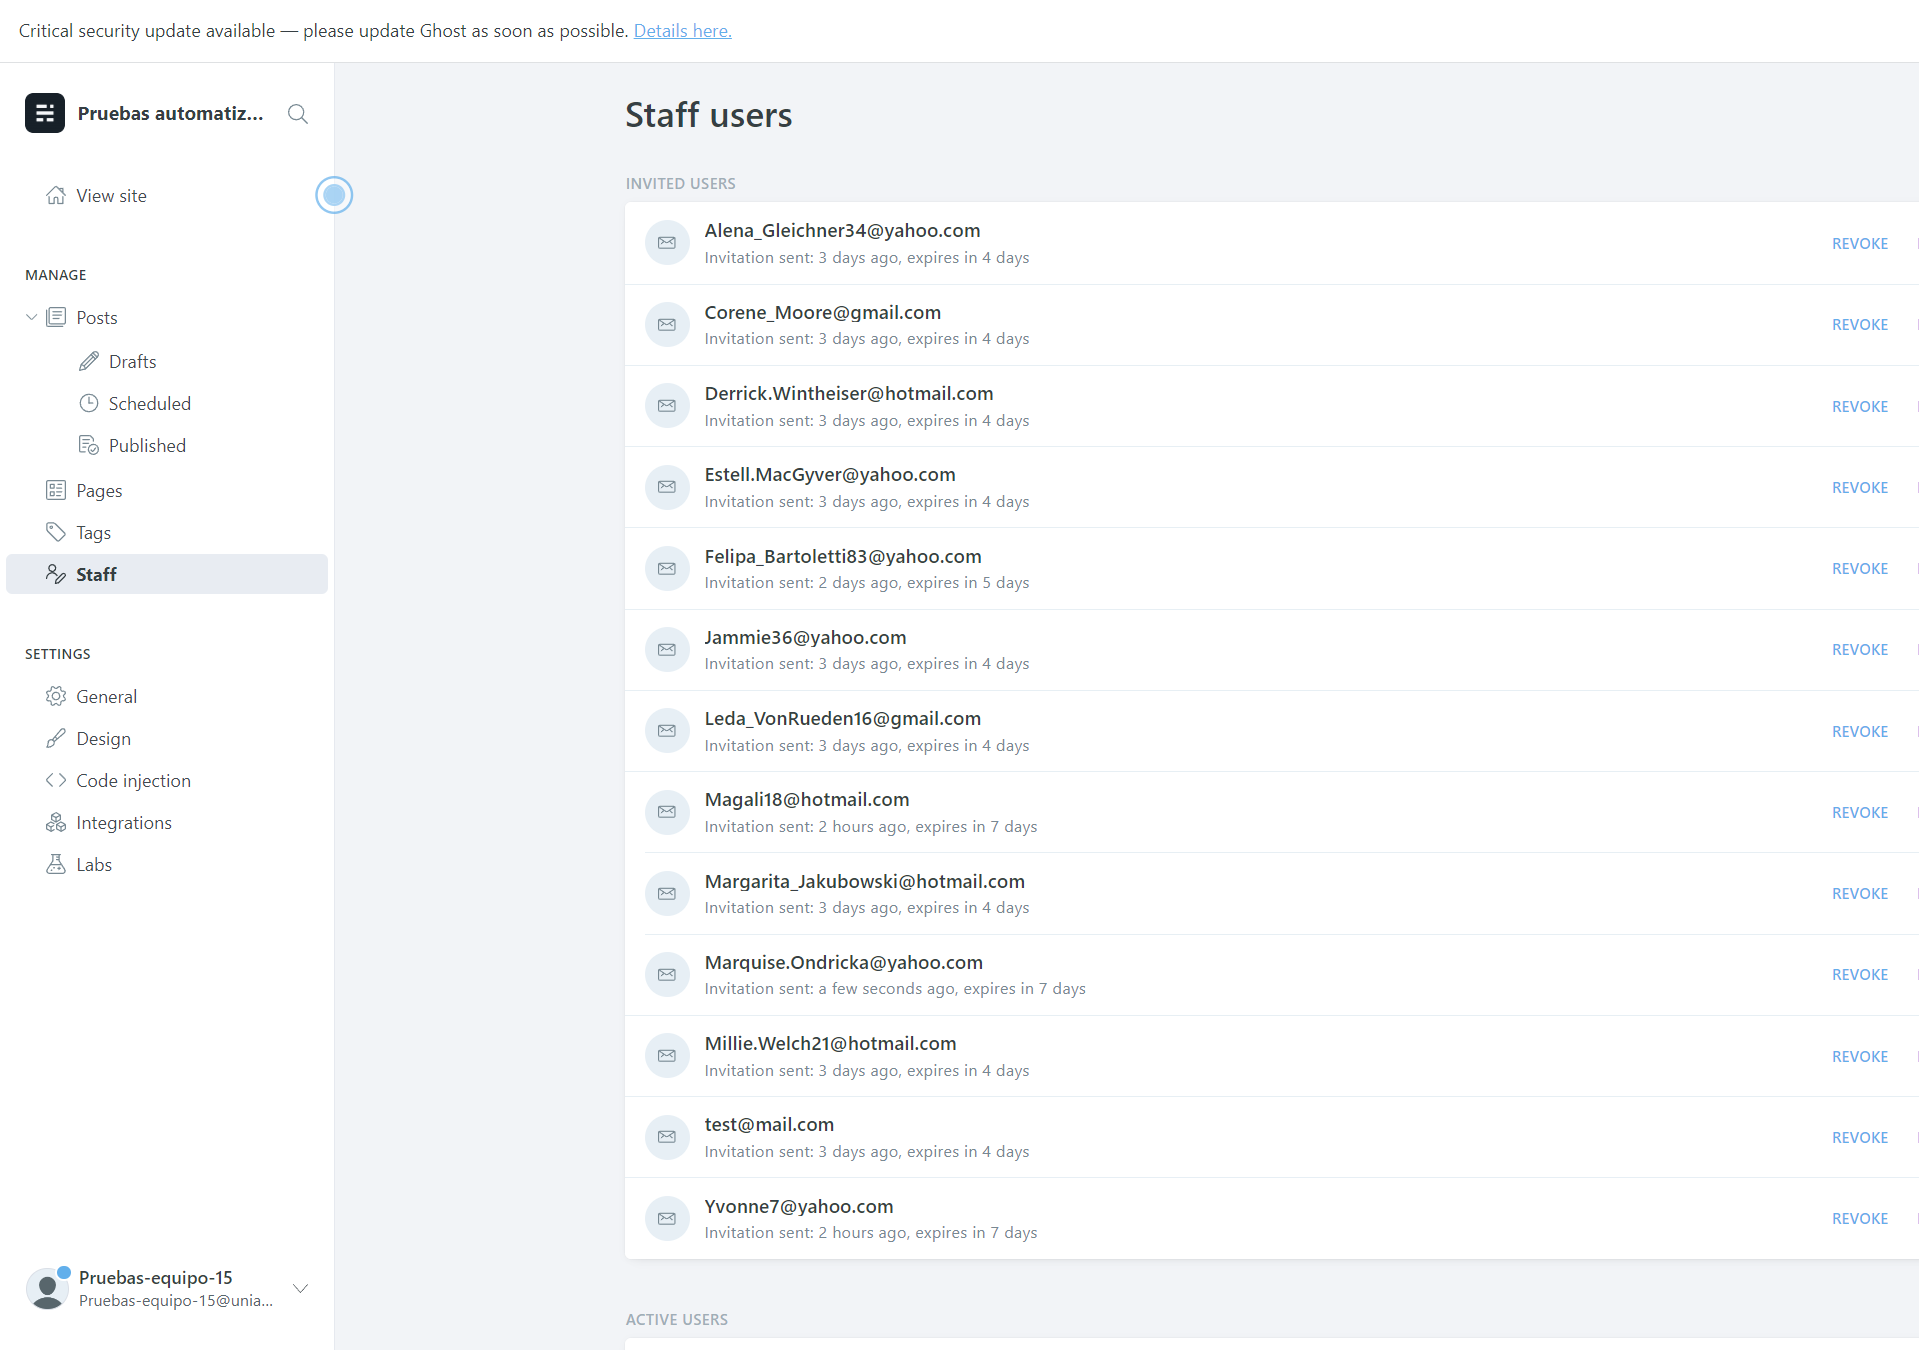 Critical security update available — please update Ghost as soon as possible. Details here.
Pruebas automatiz...
View site
MANAGE
Posts
Drafts
Scheduled
Published
Pages
Tags
Staff
SETTINGS
General
Design
Code injection
Integrations
Labs
Pruebas-equipo-15
Pruebas-equipo-15@unia...
Staff users
INVITED USERS
Alena_Gleichner34@yahoo.com
Invitation sent: 3 days ago, expires in 4 days
REVOKE
Corene_Moore@gmail.com
Invitation sent: 3 days ago, expires in 4 days
REVOKE
Derrick.Wintheiser@hotmail.com
Invitation sent: 3 days ago, expires in 4 days
REVOKE
Estell.MacGyver@yahoo.com
Invitation sent: 3 days ago, expires in 4 days
REVOKE
Felipa_Bartoletti83@yahoo.com
Invitation sent: 2 days ago, expires in 5 days
REVOKE
Jammie36@yahoo.com
Invitation sent: 3 days ago, expires in 4 days
REVOKE
Leda_VonRueden16@gmail.com
Invitation sent: 3 days ago, expires in 4 days
REVOKE
Magali18@hotmail.com
Invitation sent: 2 hours ago, expires in 7 days
REVOKE
Margarita_Jakubowski@hotmail.com
Invitation sent: 3 days ago, expires in 4 days
REVOKE
Marquise.Ondricka@yahoo.com
Invitation sent: a few seconds ago, expires in 7 days
REVOKE
Millie.Welch21@hotmail.com
Invitation sent: 3 days ago, expires in 4 days
REVOKE
test@mail.com
Invitation sent: 3 days ago, expires in 4 days
REVOKE
Yvonne7@yahoo.com
Invitation sent: 2 hours ago, expires in 7 days
REVOKE
ACTIVE USERS